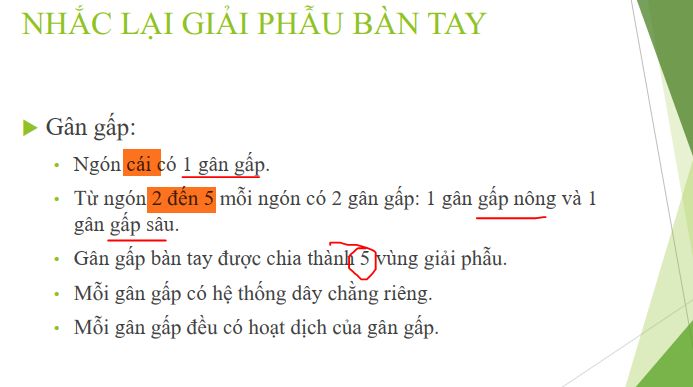 NHẮC LẠI GIẢI PHẪU BÀN TAY
Gân gấp:
Ngón cái có 1 gân gấp.
Từ ngón 2 đến 5 mỗi ngón có 2 gân gấp: 1 gân gấp nông và 1
gân gấp sâu.
Gân gấp bàn tay được chia thành 5 vùng giải phẫu.
Mỗi gân gấp có hệ thống dây chằng riêng.
Mỗi gân gấp đều có hoạt dịch của gân gấp.